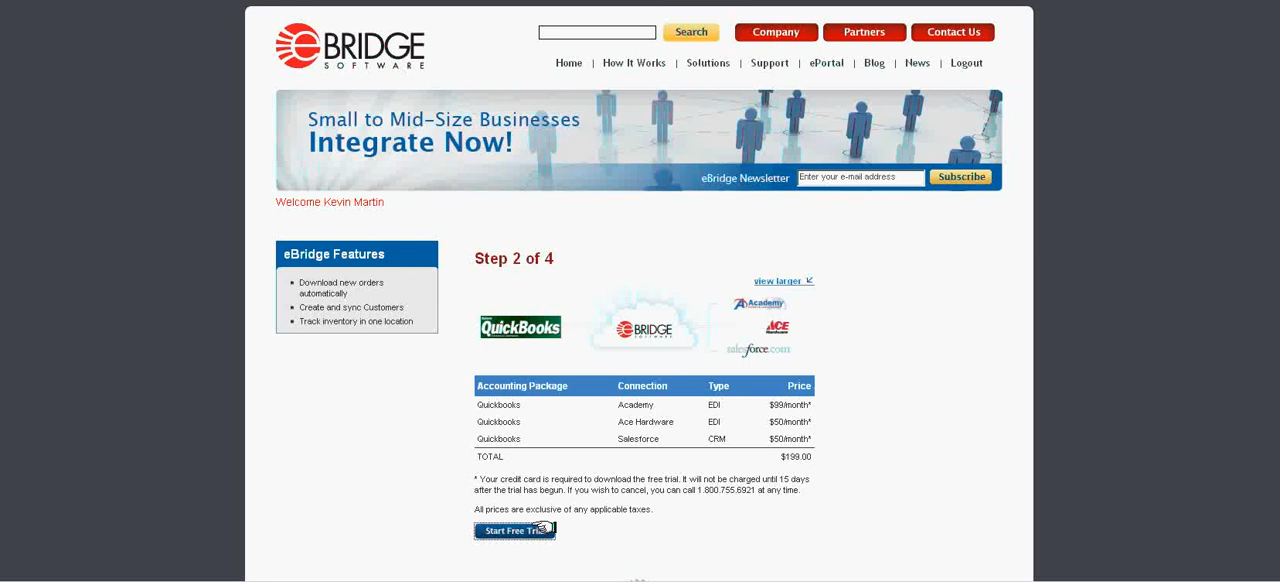 BRIDGE
SOFTWARE
Search
Company
Partners
Contact Us
Home | How It Works | Solutions | Support | ePortal | Blog | News | Logout
Small to Mid-Size Businesses
Integrate Now!
eBridge Newsletter
Enter your e-mail address
Subscribe
Welcome Kevin Martin
eBridge Features
Download new orders
automatically
Create and sync Customers
Track inventory in one location
Step 2 of 4
view larger
QuickBooks
eBRIDGE
SOFTWARE
Academy
ACE
Hardware
salesforce.com
Accounting Package Connection Type Price
Quickbooks Academy EDI $99/month*
Quickbooks Ace Hardware EDI $50/month*
Quickbooks Salesforce CRM $50/month*
TOTAL $199.00
* Your credit card is required to download the free trial. It will not be charged until 15 days
after the trial has begun. If you wish to cancel, you can call 1.800.755.6921 at any time.
All prices are exclusive of any applicable taxes.
Start Free